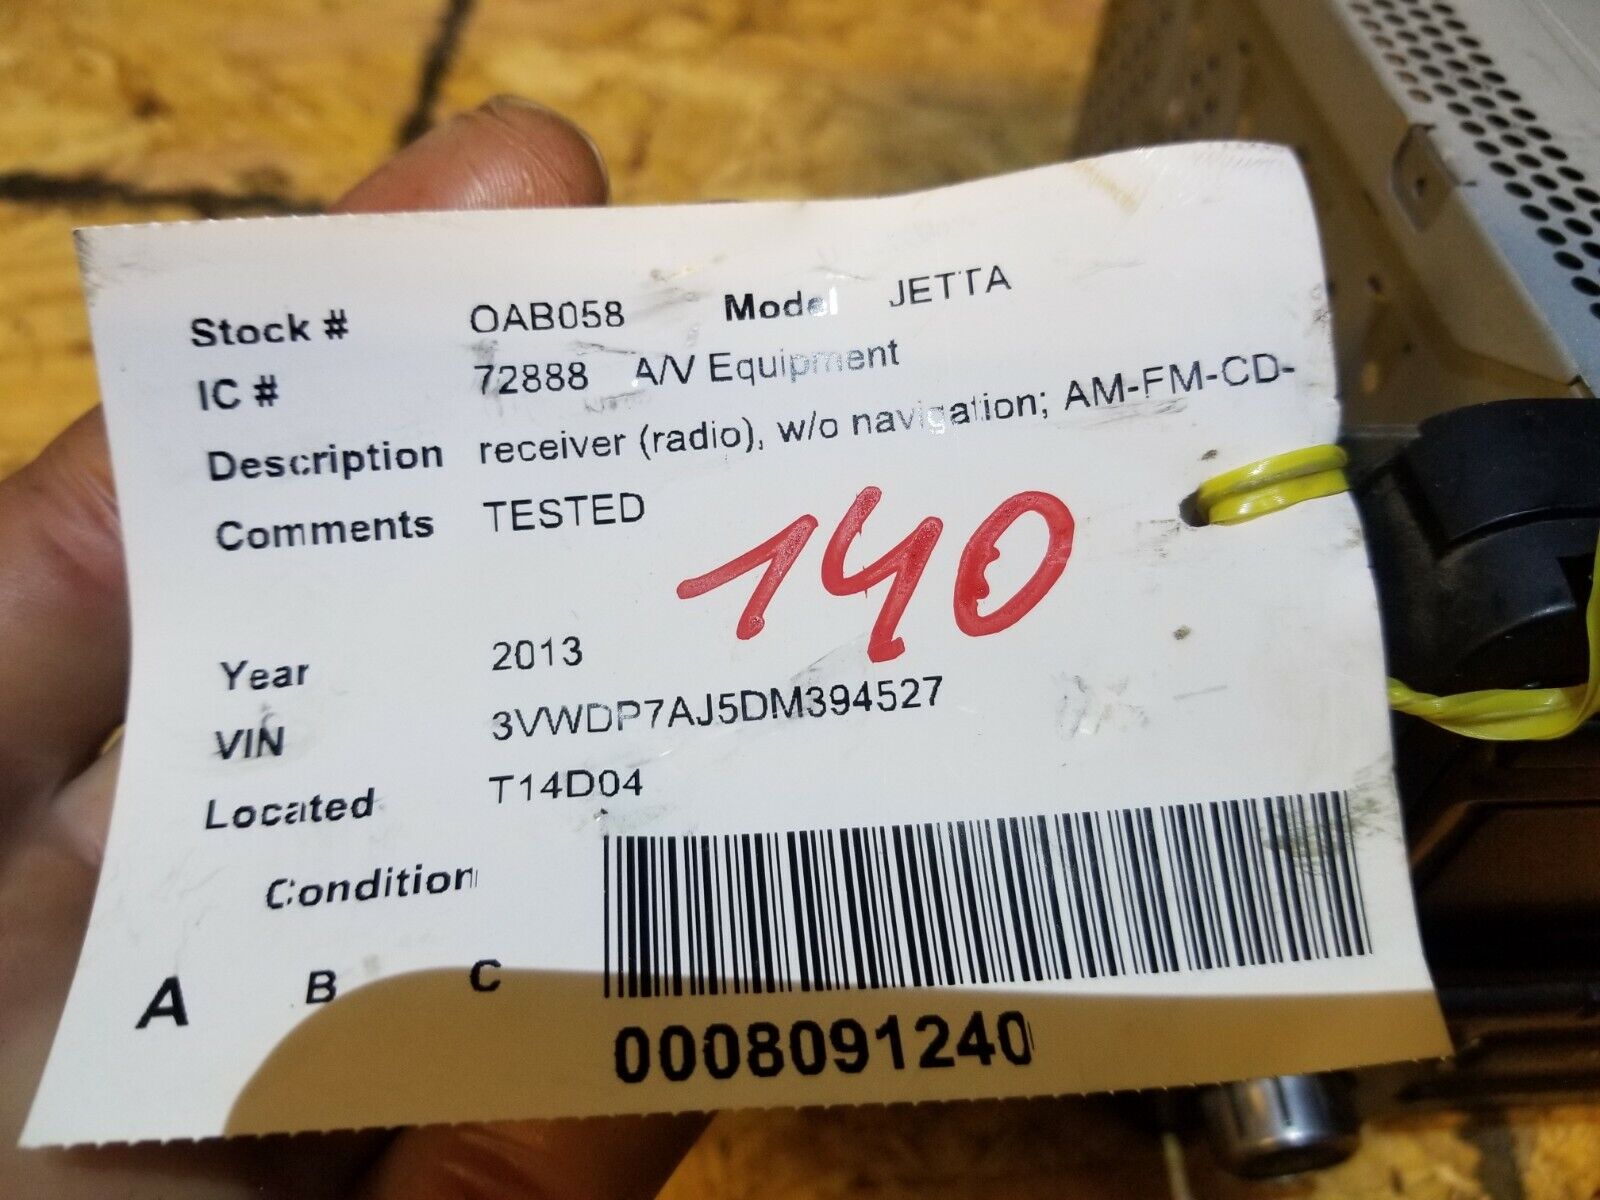 Stock # OAB058 Model JETTA
IC # 72888 A/V Equipment
Description receiver (radio), w/o navigation; AM-FM-CD-
Comments TESTED
140
Year 2013
VIN 3VWDP7AJ5DM394527
Located T14D04
Condition
A B C
0008091240